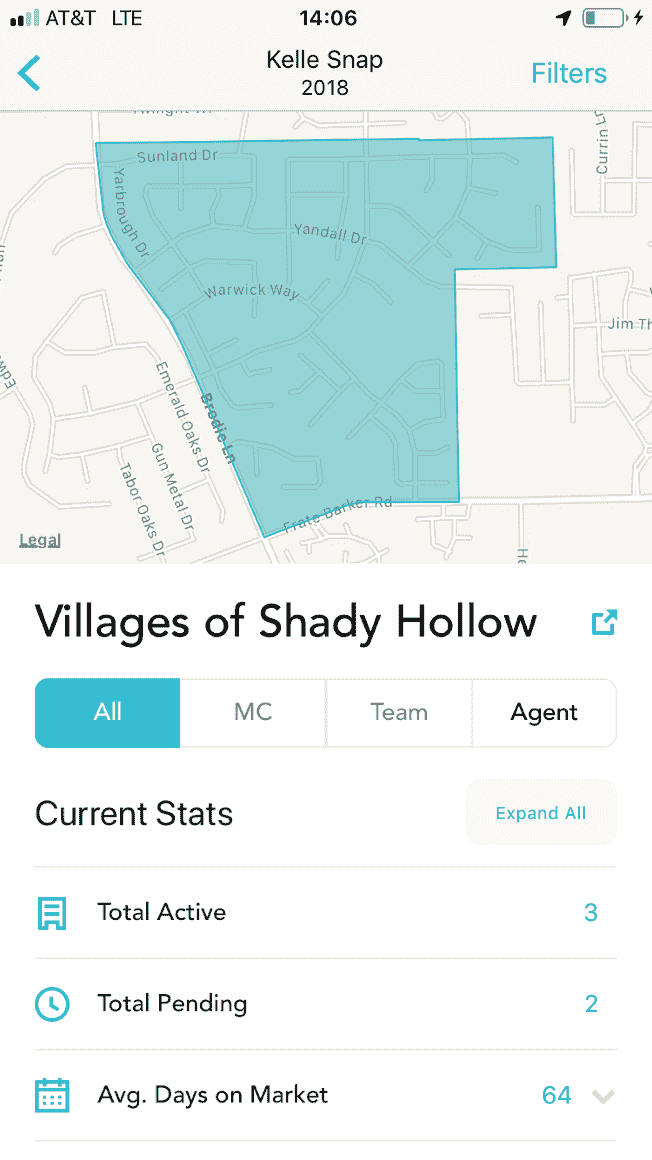 AT&T LTE
14:06
Kelle Snap
2018
Filters
Sunland Dr
Yarbrough Dr
Currin Ln
Yandall Dr
Warwick Way
Jim Th
Emerald Oaks Dr
Brodie Ln
Gun Metal Dr
Tabor Oaks Dr
Frate Barker Rd
Legal
Villages of Shady Hollow
All
MC
Team
Agent
Current Stats
Expand All
Total Active
3
Total Pending
2
Avg. Days on Market
64